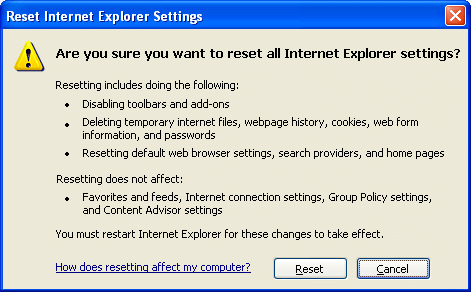 Reset Internet Explorer Settings
Are you sure you want to reset all Internet Explorer settings?
Resetting includes doing the following:
• Disabling toolbars and add-ons
• Deleting temporary internet files, webpage history, cookies, web form
information, and passwords
• Resetting default web browser settings, search providers, and home pages
Resetting does not affect:
• Favorites and feeds, Internet connection settings, Group Policy settings,
and Content Advisor settings
You must restart Internet Explorer for these changes to take effect.
How does resetting affect my computer? Reset Cancel